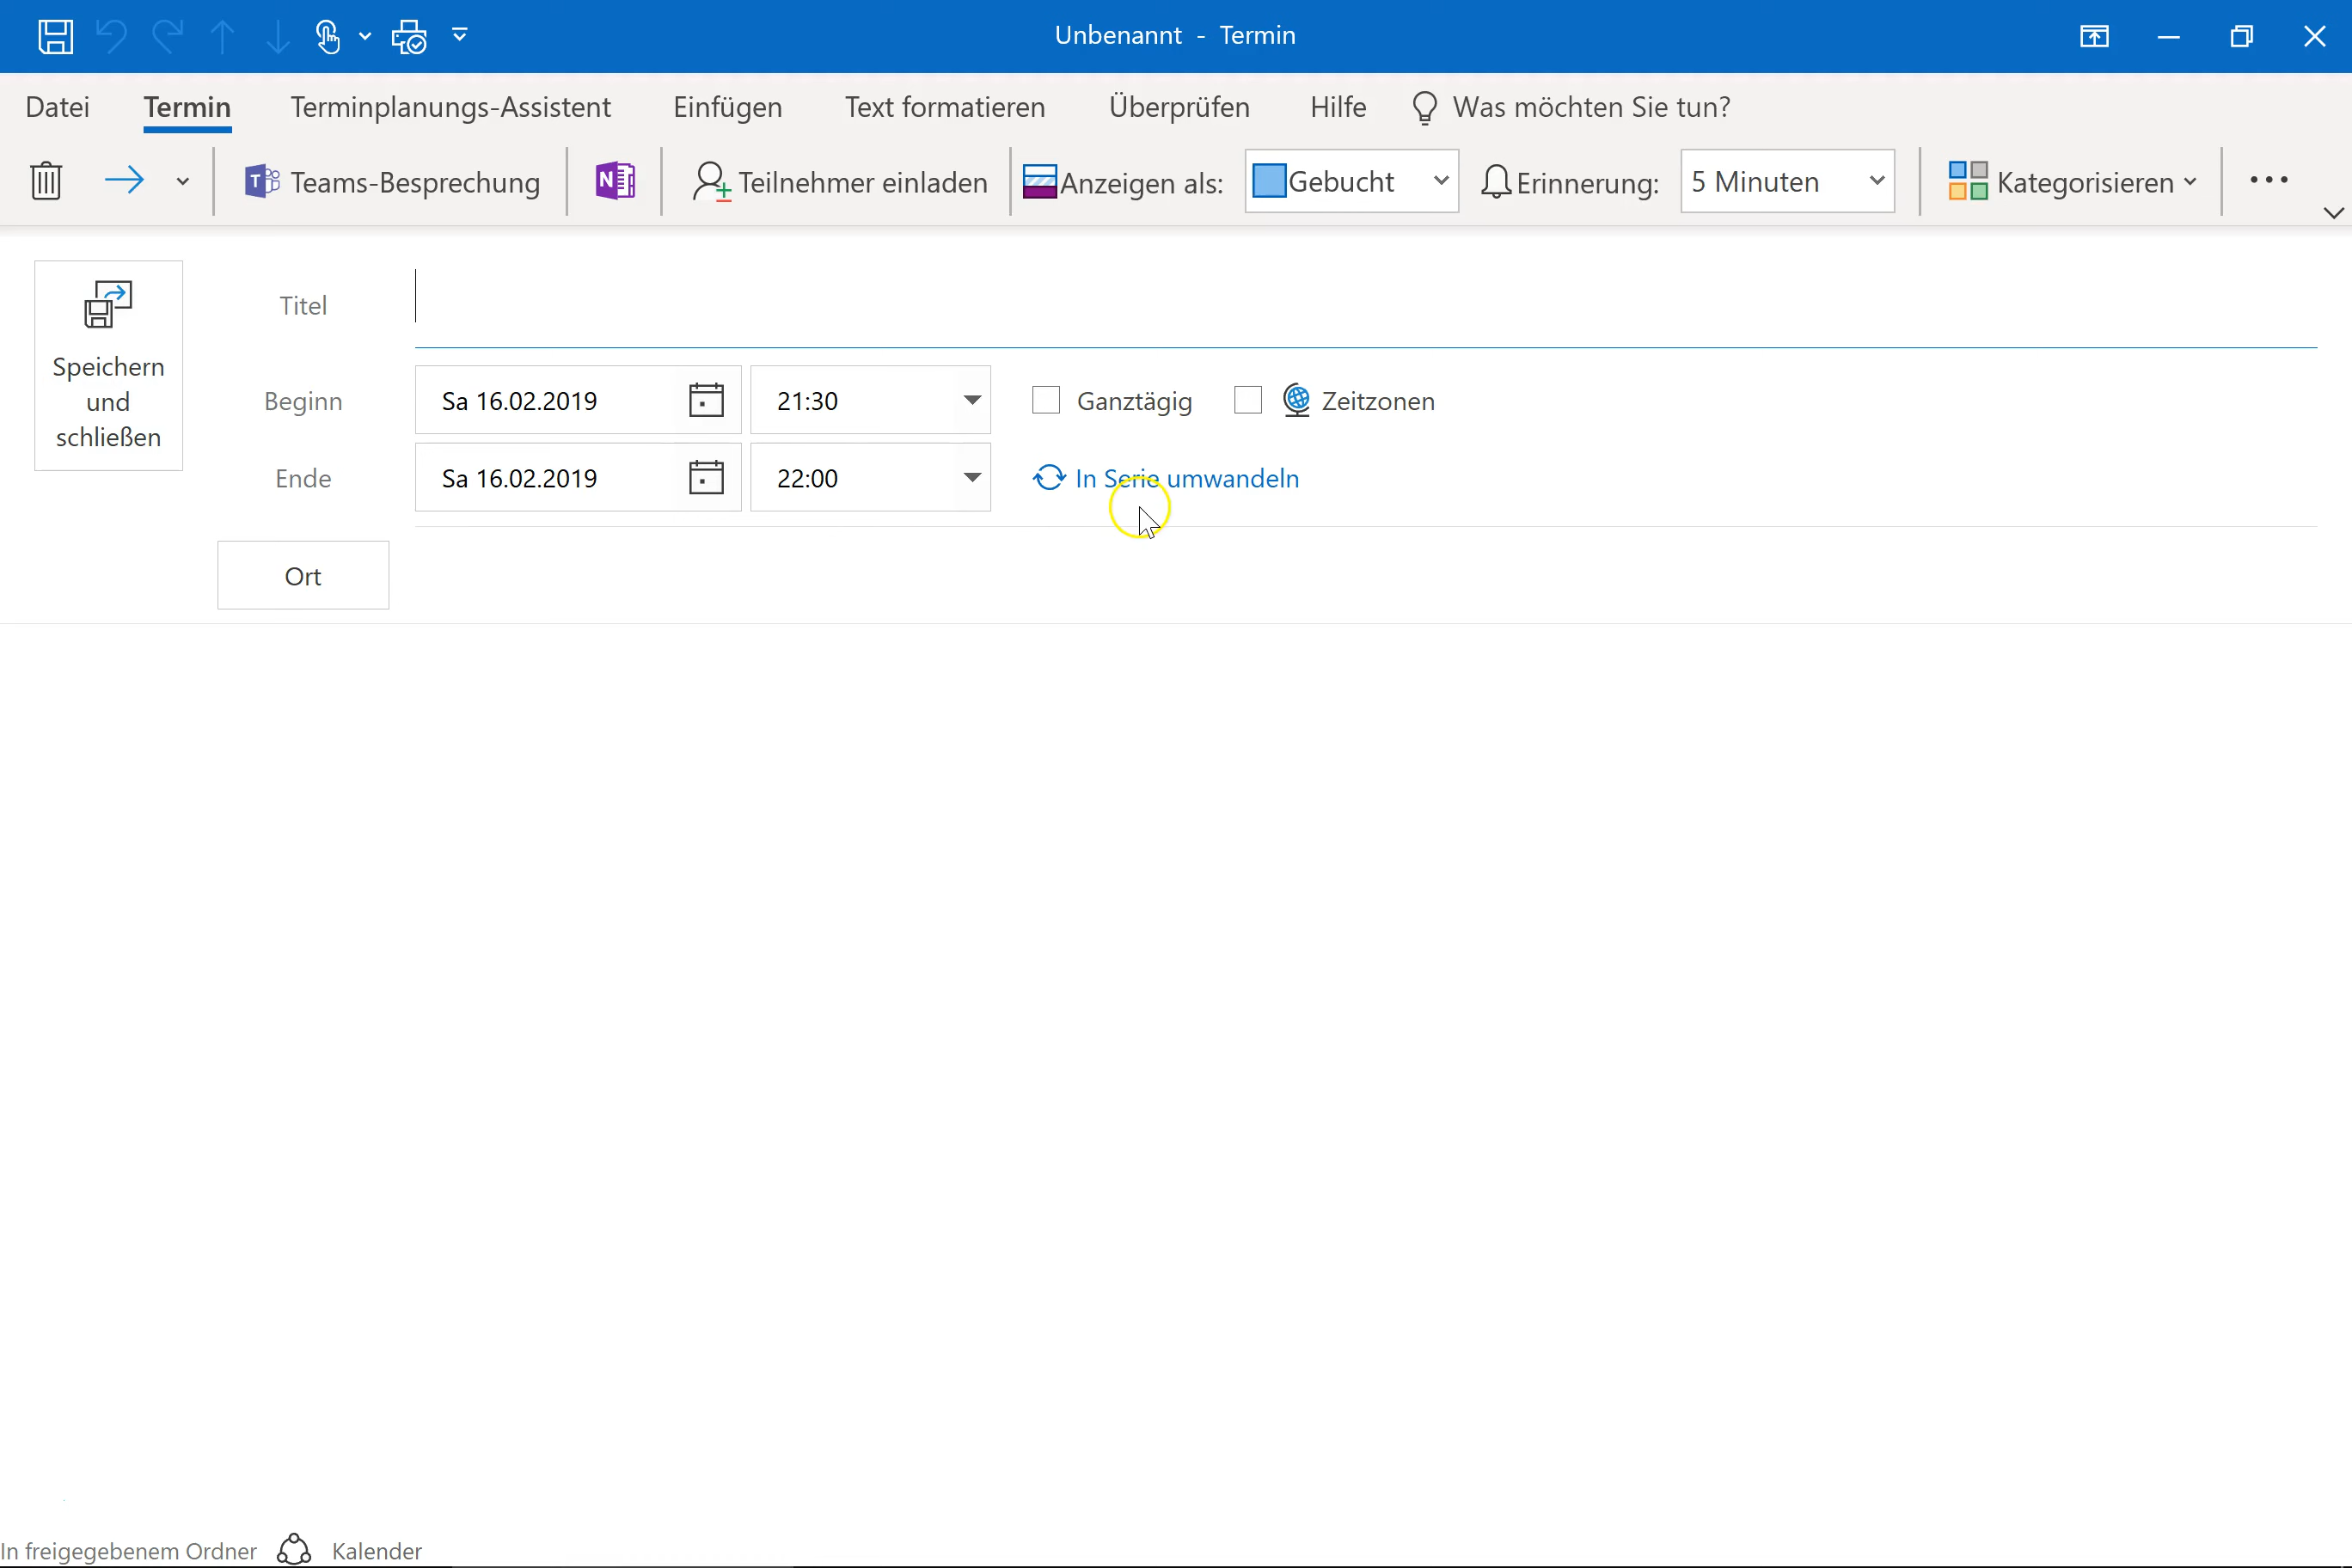 Unbenannt - Termin
Datei Termin Terminplanungs-Assistent Einfügen Text formatieren Überprüfen Hilfe Was möchten Sie tun?
Teams-Besprechung N Teilnehmer einladen Anzeigen als: Gebucht Erinnerung: 5 Minuten Kategorisieren
Speichern
und
schließen
Titel
Beginn Sa 16.02.2019 21:30 Ganztägig Zeitzonen
Ende Sa 16.02.2019 22:00 In Serie umwandeln
Ort
In freigegebenem Ordner Kalender